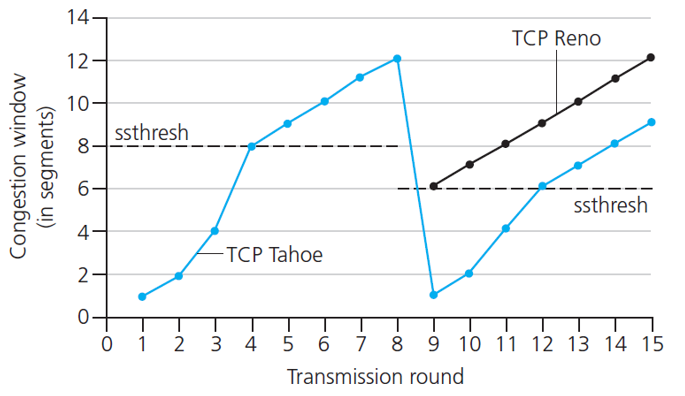 14
12
10
8
6
4
2
0
Congestion window
(in segments)
ssthresh
TCP Tahoe
TCP Reno
ssthresh
0 1 2 3 4 5 6 7 8 9 10 11 12 13 14 15
Transmission round